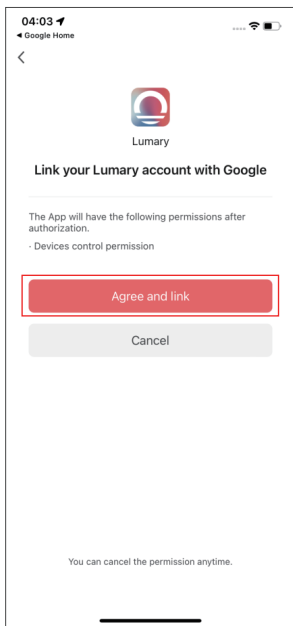 04:03
◀ Google Home
Lumary
Link your Lumary account with Google
The App will have the following permissions after
authorization.
· Devices control permission
Agree and link
Cancel
You can cancel the permission anytime.